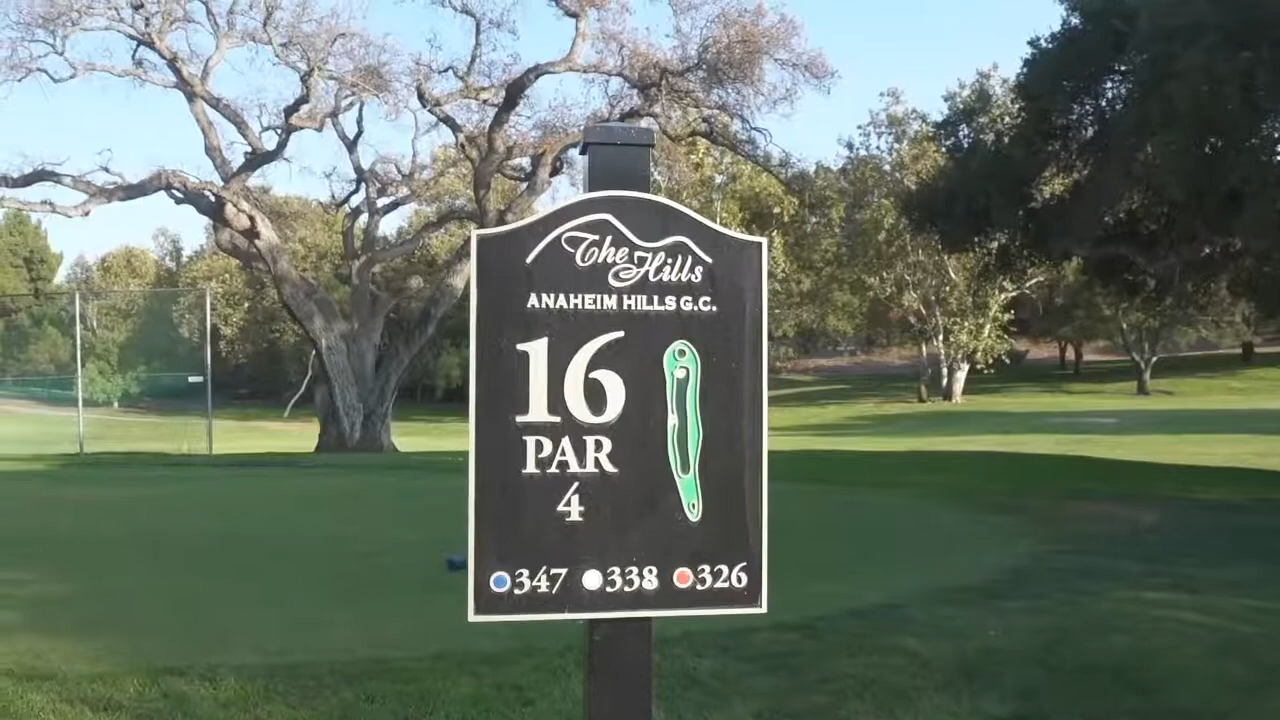 The Hills
ANAHEIM HILLS G.C.
16
PAR
4
347 338 326